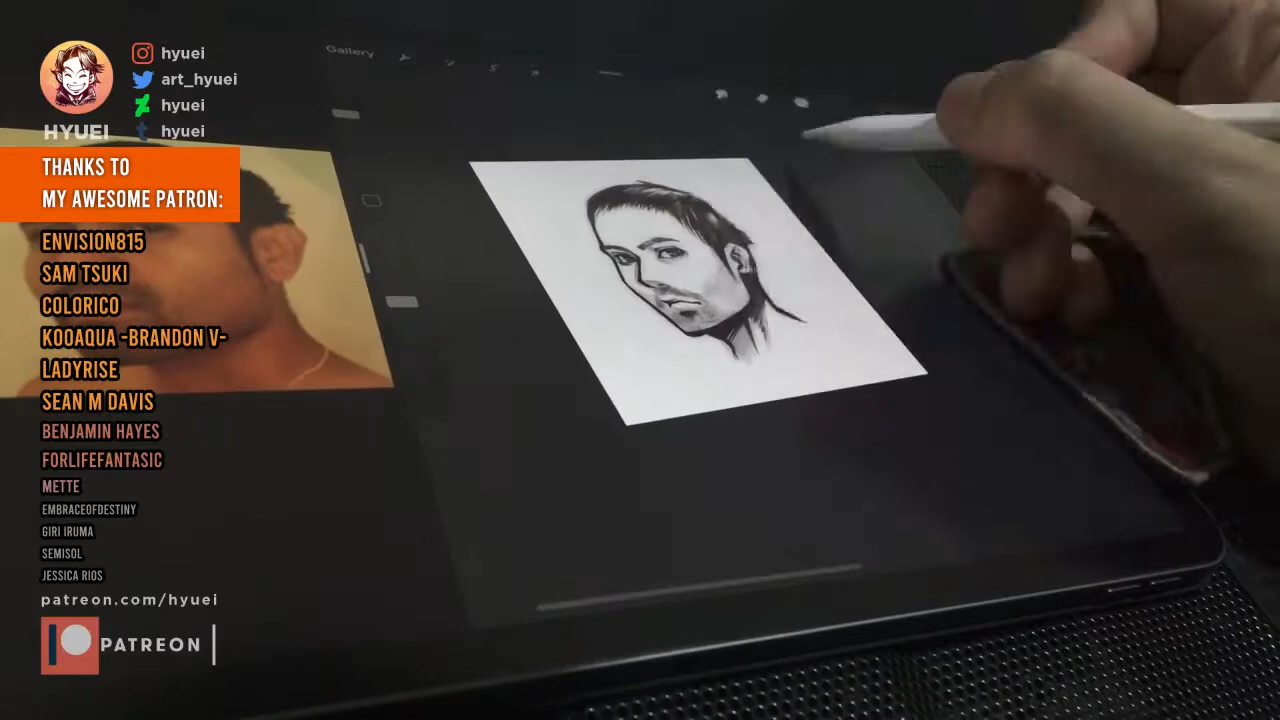 hyuei
art_hyuei
hyuei
hyuei
HYUEI
THANKS TO
MY AWESOME PATRON:
ENVISION815
SAM TSUKI
COLORICO
KOOAQUA -BRANDON V-
LADYRISE
SEAN M DAVIS
BENJAMIN HAYES
FORLIFEFANTASIC
METTE
EMBRACEOFDESTINY
GIRI IRUMA
SEMISOL
JESSICA RIOS
patreon.com/hyuei
PATREON
Gallery